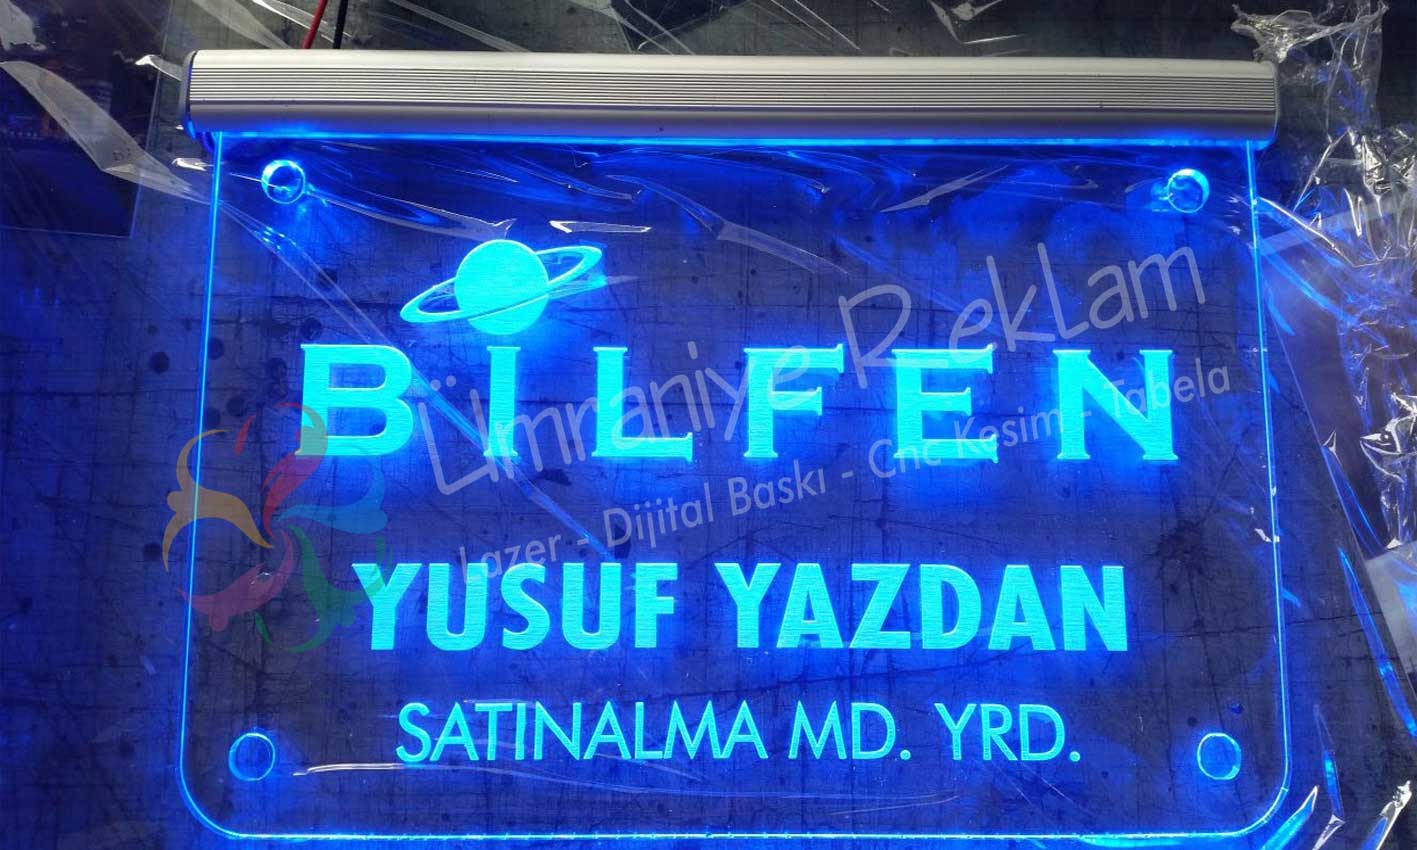 BİLFEN
Ümraniye Reklam
Lazer - Dijital Baskı - Cnc Kesim - Tabela
YUSUF YAZDAN
SATINALMA MD. YRD.